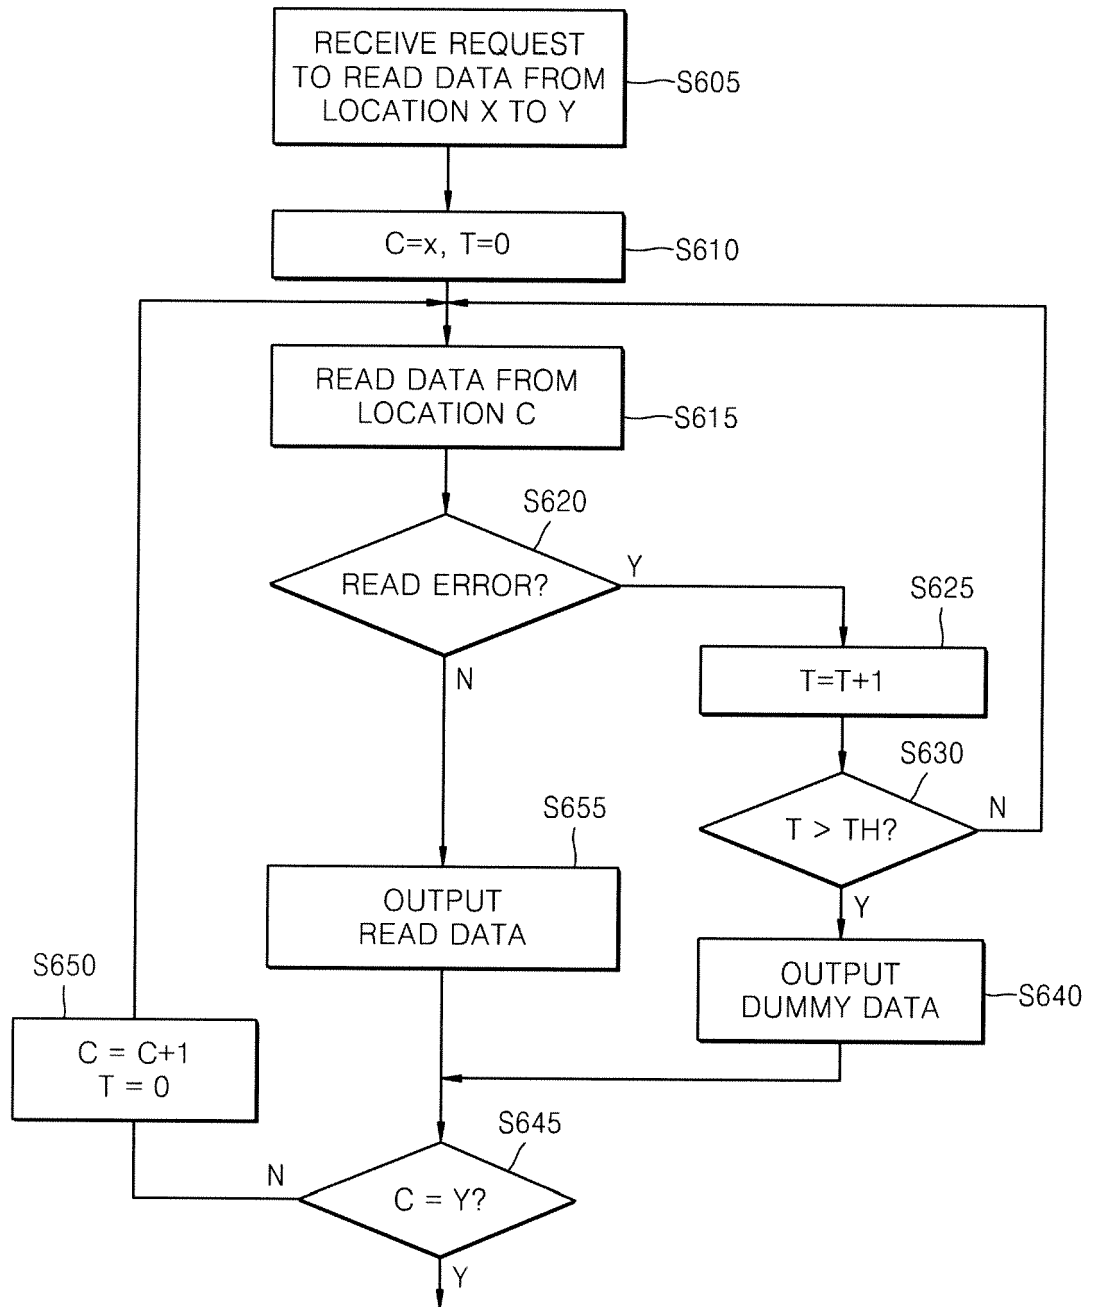 RECEIVE REQUEST
TO READ DATA FROM
LOCATION X TO Y
S605
C=x, T=0
S610
READ DATA FROM
LOCATION C
S615
S620
READ ERROR?
Y
N
S625
T=T+1
S630
T > TH?
N
Y
S655
OUTPUT
READ DATA
OUTPUT
DUMMY DATA
S640
S650
C = C+1
T = 0
S645
C = Y?
N
Y